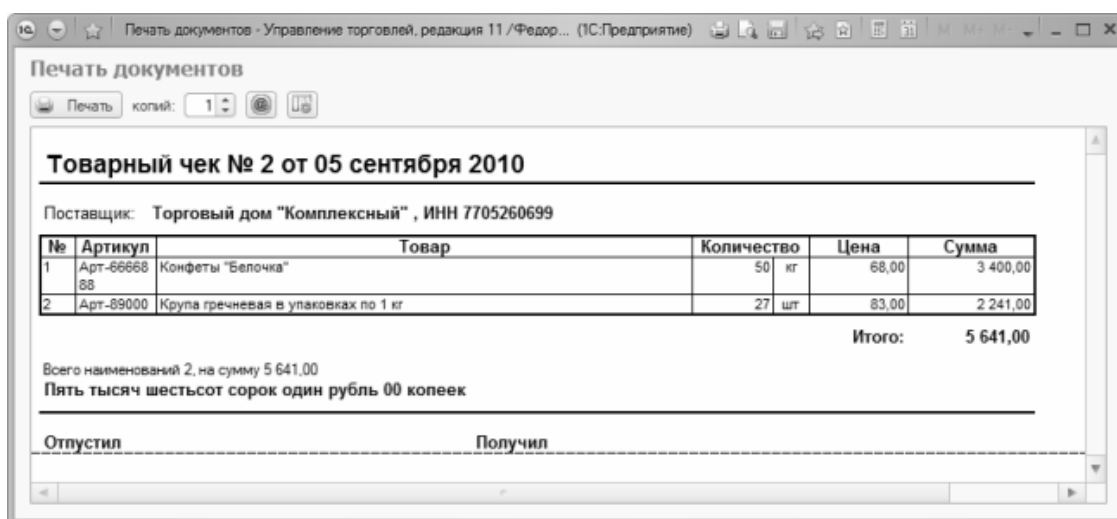 Печать документов - Управление торговлей, редакция 11 /Федор... (1С:Предприятие) M M+ M-
Печать документов
Печать копий: 1
Товарный чек № 2 от 05 сентября 2010
Поставщик: Торговый дом "Комплексный" , ИНН 7705260699
№ Артикул Товар Количество Цена Сумма
1 Арт-66668 Конфеты "Белочка" 50 кг 68,00 3 400,00
88
2 Арт-89000 Крупа гречневая в упаковках по 1 кг 27 шт 83,00 2 241,00
Итого: 5 641,00
Всего наименований 2, на сумму 5 641,00
Пять тысяч шестьсот сорок один рубль 00 копеек
Отпустил Получил